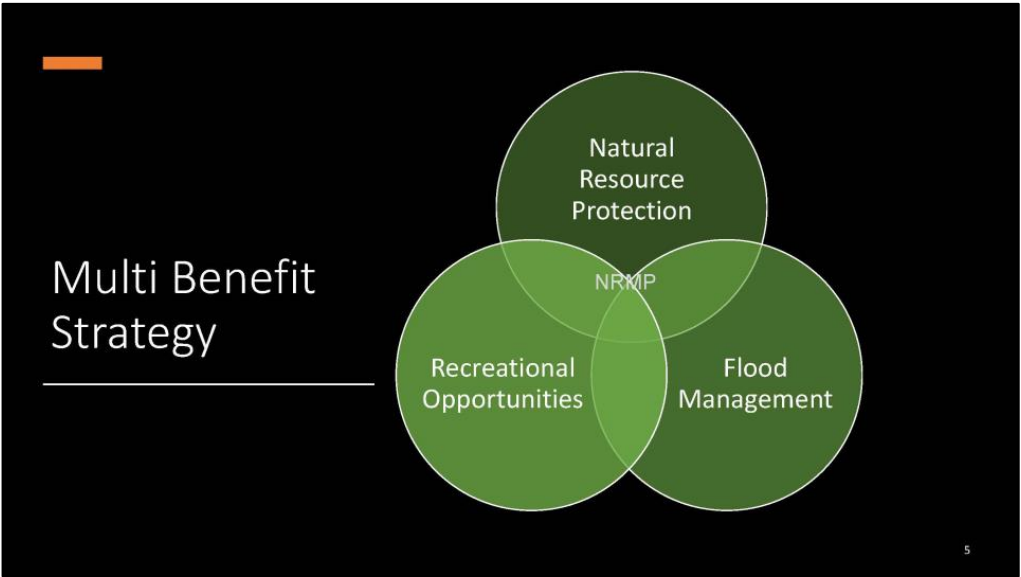 Multi Benefit
Strategy
Natural
Resource
Protection
NRMP
Recreational
Opportunities
Flood
Management
5